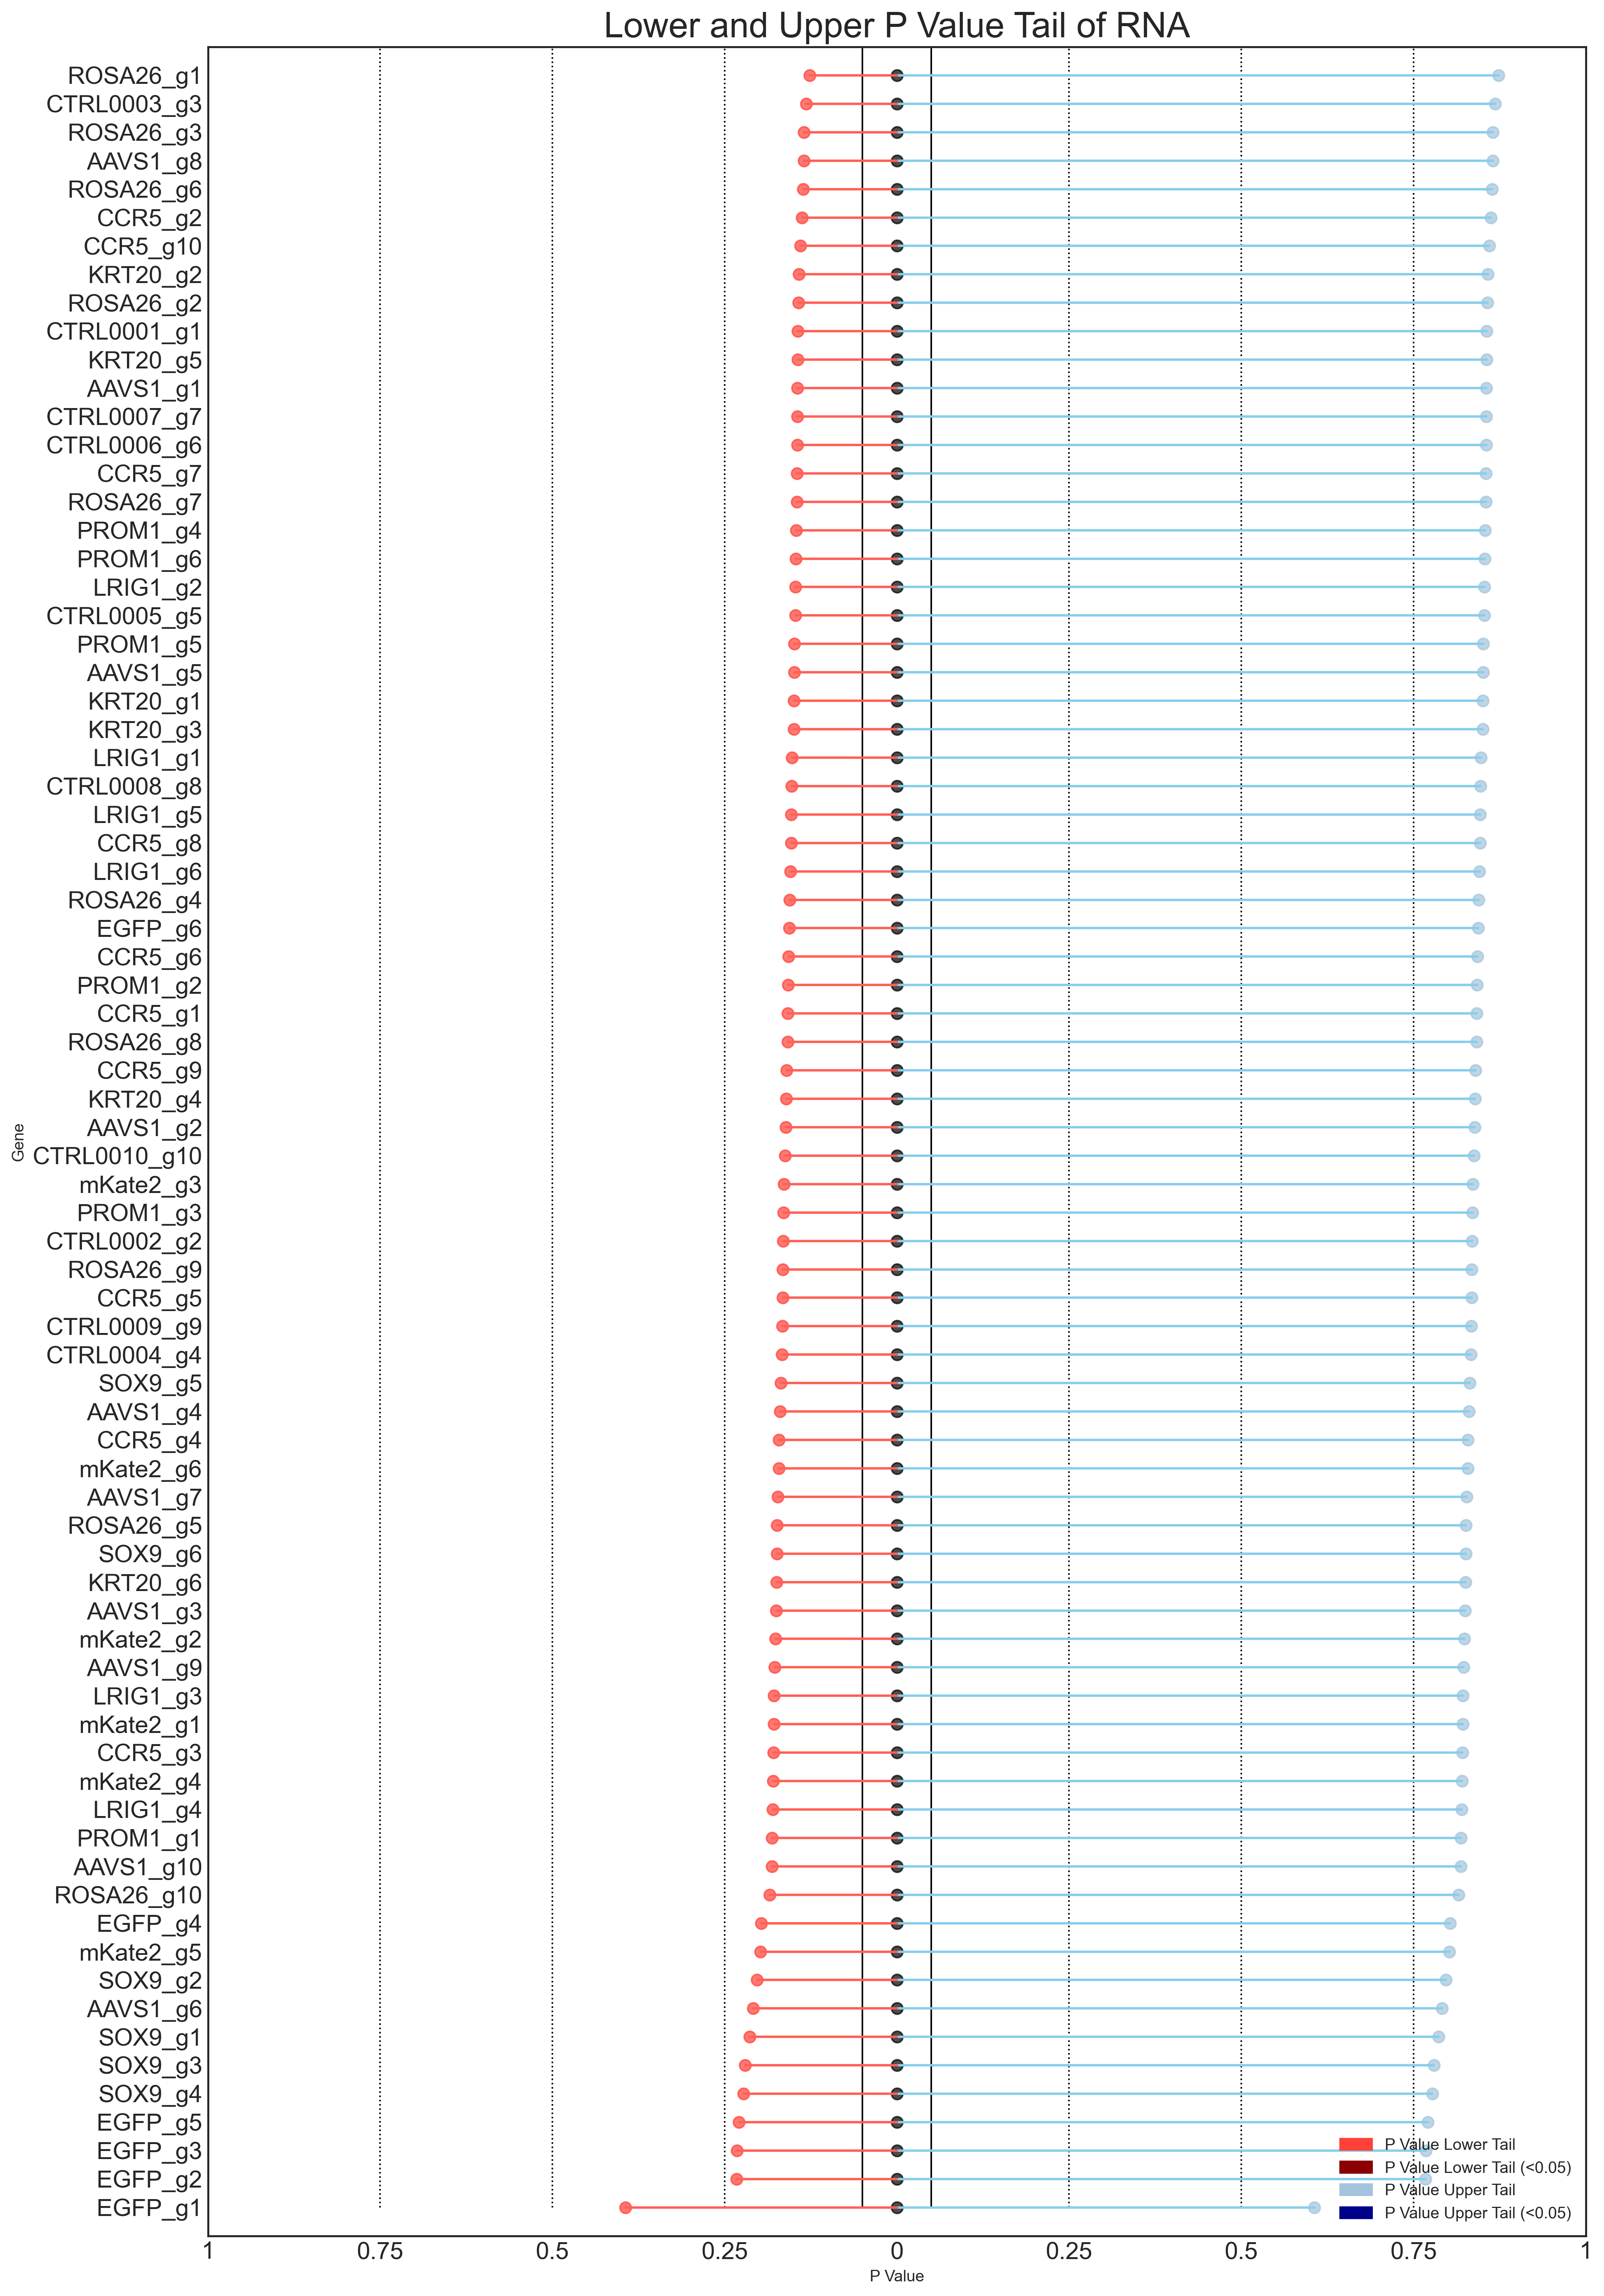 Lower and Upper P Value Tail of RNA
ROSA26_g1
CTRL0003_g3
ROSA26_g3
AAVS1_g8
ROSA26_g6
CCR5_g2
CCR5_g10
KRT20_g2
ROSA26_g2
CTRL0001_g1
KRT20_g5
AAVS1_g1
CTRL0007_g7
CTRL0006_g6
CCR5_g7
ROSA26_g7
PROM1_g4
PROM1_g6
LRIG1_g2
CTRL0005_g5
PROM1_g5
AAVS1_g5
KRT20_g1
KRT20_g3
LRIG1_g1
CTRL0008_g8
LRIG1_g5
CCR5_g8
LRIG1_g6
ROSA26_g4
EGFP_g6
CCR5_g6
PROM1_g2
CCR5_g1
ROSA26_g8
CCR5_g9
KRT20_g4
AAVS1_g2
Gene
CTRL0010_g10
mKate2_g3
PROM1_g3
CTRL0002_g2
ROSA26_g9
CCR5_g5
CTRL0009_g9
CTRL0004_g4
SOX9_g5
AAVS1_g4
CCR5_g4
mKate2_g6
AAVS1_g7
ROSA26_g5
SOX9_g6
KRT20_g6
AAVS1_g3
mKate2_g2
AAVS1_g9
LRIG1_g3
mKate2_g1
CCR5_g3
mKate2_g4
LRIG1_g4
PROM1_g1
AAVS1_g10
ROSA26_g10
EGFP_g4
mKate2_g5
SOX9_g2
AAVS1_g6
SOX9_g1
SOX9_g3
SOX9_g4
EGFP_g5
EGFP_g3
EGFP_g2
EGFP_g1
P Value Lower Tail
P Value Lower Tail (<0.05)
P Value Upper Tail
P Value Upper Tail (<0.05)
1 0.75 0.5 0.25 0 0.25 0.5 0.75 1
P Value